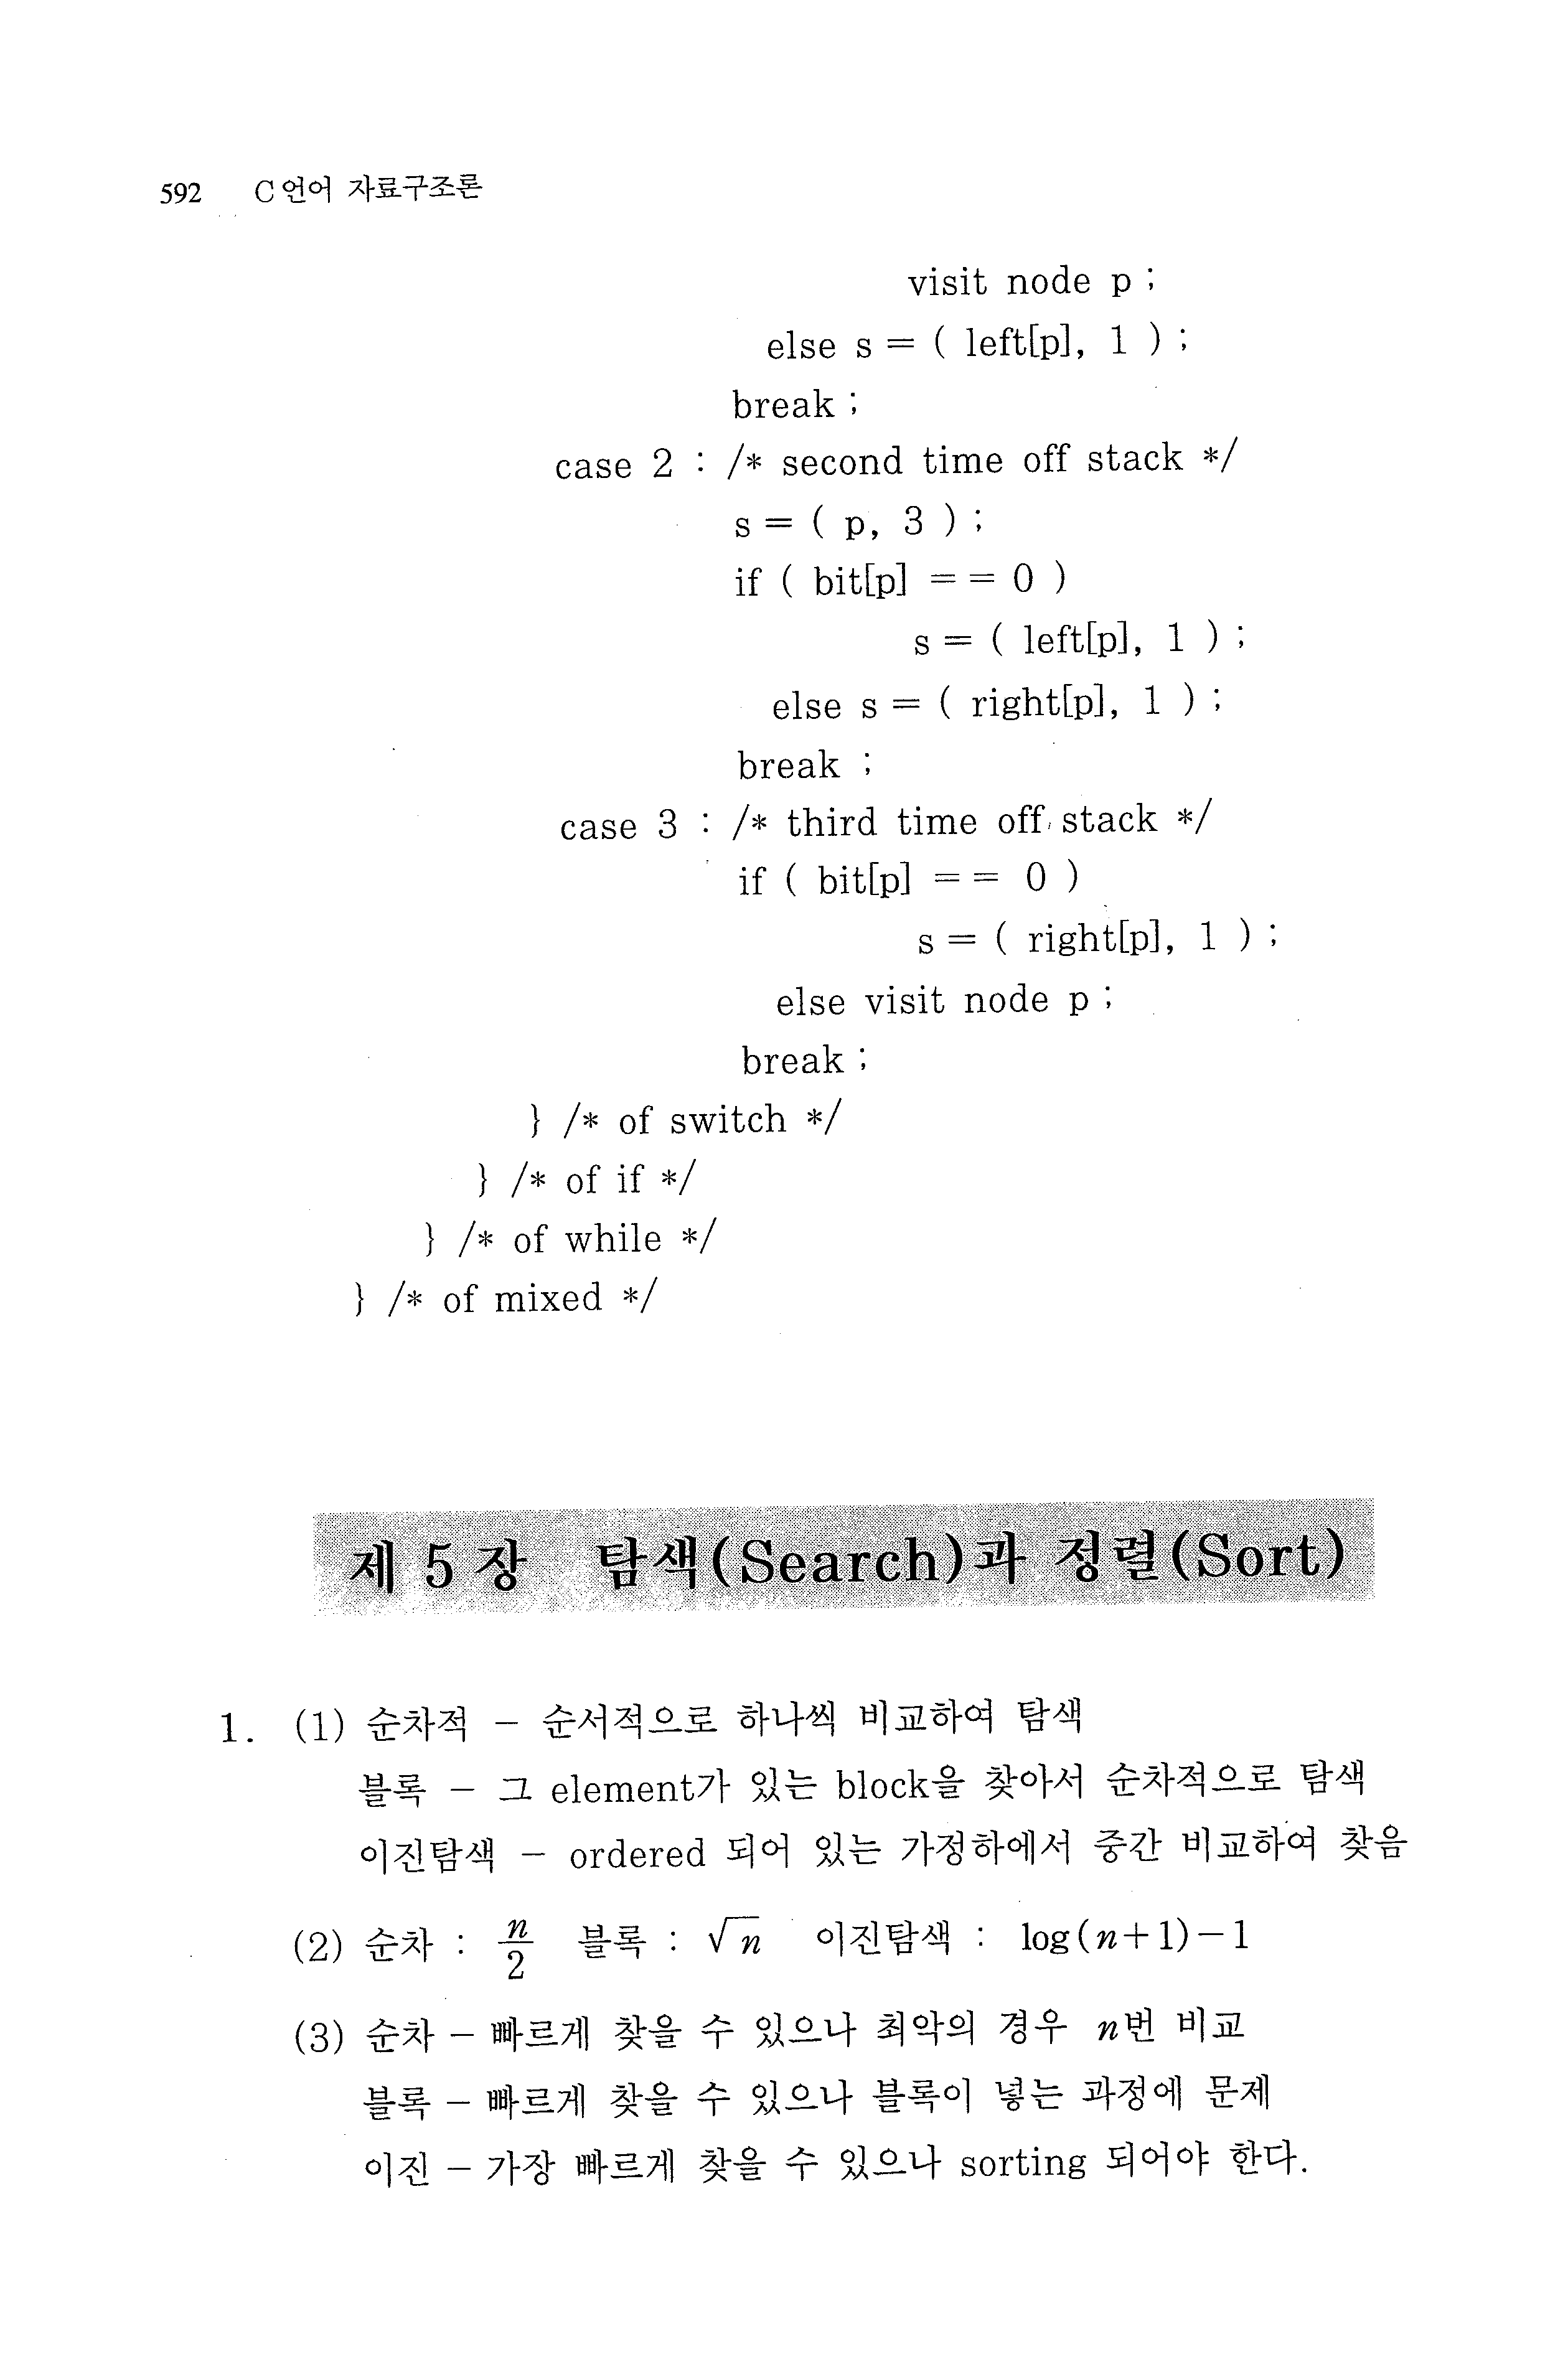 592 C언어 자료구조론
visit node p ;
else s = ( left[p], 1 ) ;
break ;
case 2 : /* second time off stack */
s = ( p, 3 ) ;
if ( bit[p] = = 0 )
s = ( left[p], 1 ) ;
else s = ( right[p], 1 ) ;
break ;
case 3 : /* third time off stack */
if ( bit[p] = = 0 )
s = ( right[p], 1 ) ;
else visit node p ;
break ;
} /* of switch */
} /* of if */
} /* of while */
} /* of mixed */
제 5 장 탐색(Search)과 정렬(Sort)
1. (1) 순차적 - 순서적으로 하나씩 비교하여 탐색
블록 - 그 element가 있는 block을 찾아서 순차적으로 탐색
이진탐색 - ordered 되어 있는 가정하에서 중간 비교하여 찾음
(2) 순차 : n/2 블록 : √n 이진탐색 : log(n+1)-1
(3) 순차 - 빠르게 찾을 수 있으나 최악의 경우 n번 비교
블록 - 빠르게 찾을 수 있으나 블록이 넣는 과정에 문제
이진 - 가장 빠르게 찾을 수 있으나 sorting 되어야 한다.